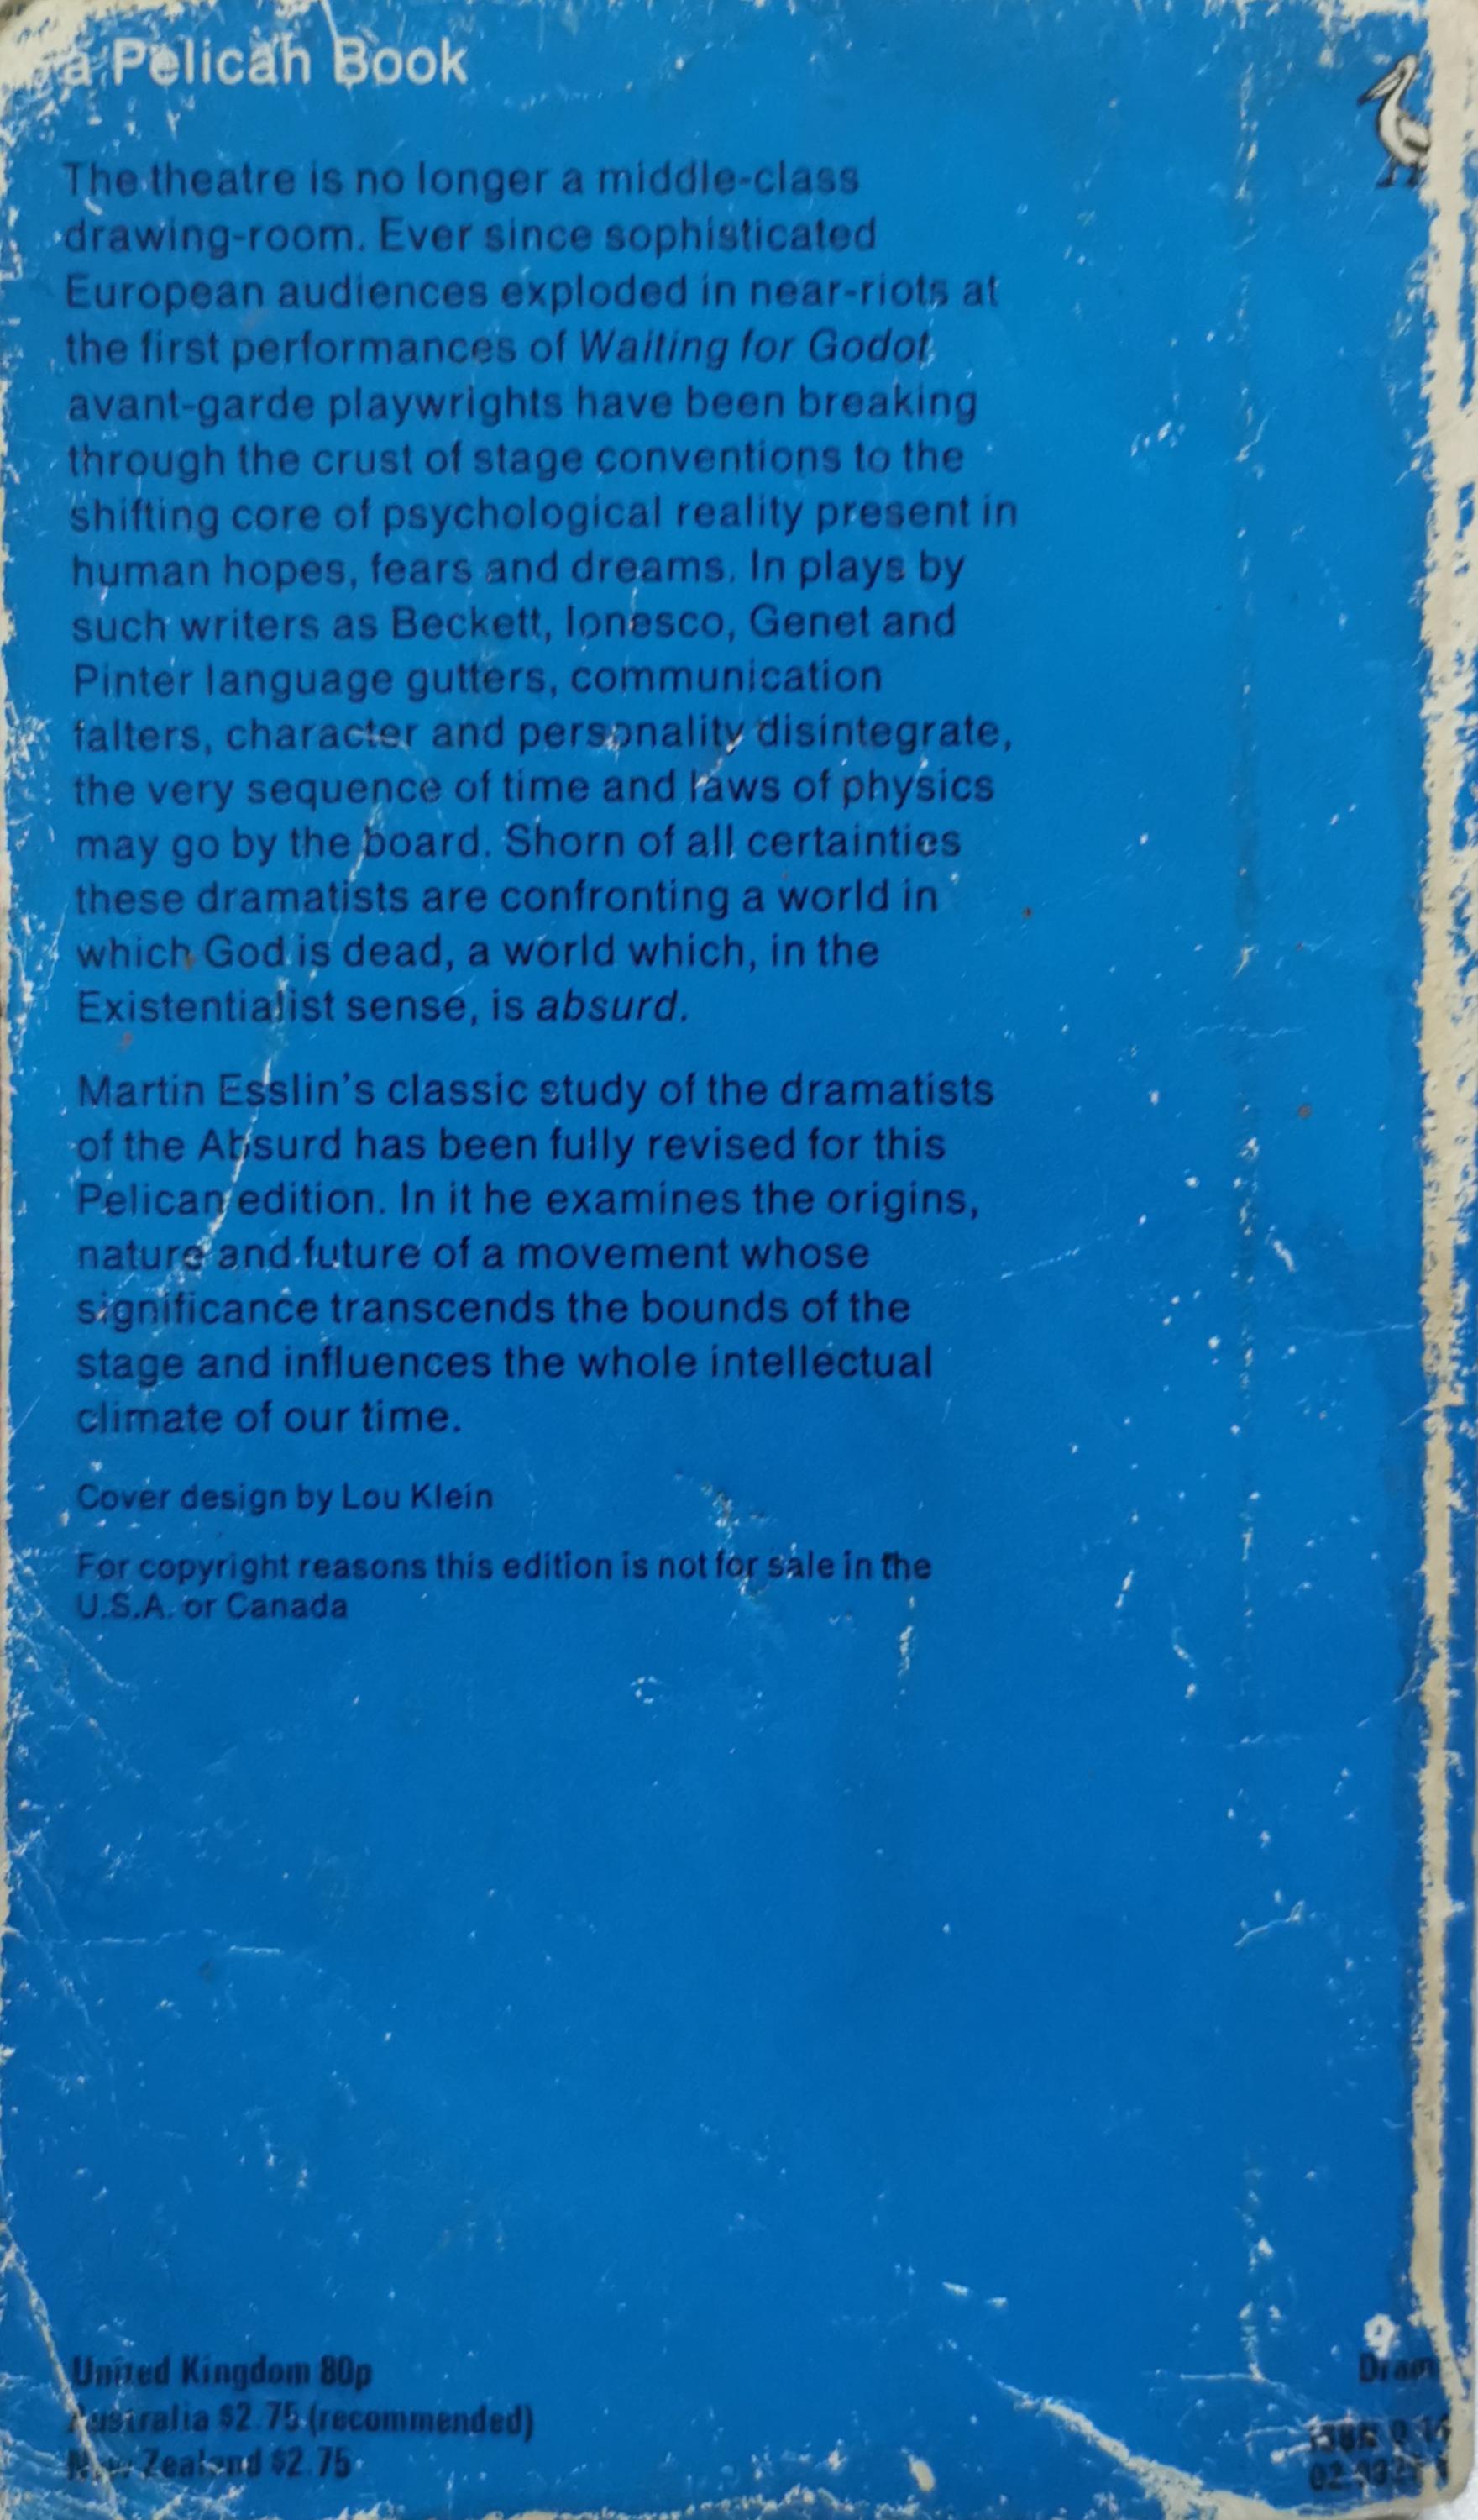 a Pelican Book
The theatre is no longer a middle-class
drawing-room. Ever since sophisticated
European audiences exploded in near-riots at
the first performances of Waiting for Godot,
avant-garde playwrights have been breaking
through the crust of stage conventions to the
shifting core of psychological reality present in
human hopes, fears and dreams. In plays by
such writers as Beckett, Ionesco, Genet and
Pinter language gutters, communication
falters, character and personality disintegrate,
the very sequence of time and laws of physics
may go by the board. Shorn of all certainties
these dramatists are confronting a world in
which God is dead, a world which, in the
Existentialist sense, is absurd.
Martin Esslin's classic study of the dramatists
of the Absurd has been fully revised for this
Pelican edition. In it he examines the origins,
nature and future of a movement whose
significance transcends the bounds of the
stage and influences the whole intellectual
climate of our time.
Cover design by Lou Klein
For copyright reasons this edition is not for sale in the
U.S.A. or Canada
United Kingdom 80p
Australia $2.75 (recommended)
New Zealand $2.75
Dram
ISBN 0 14